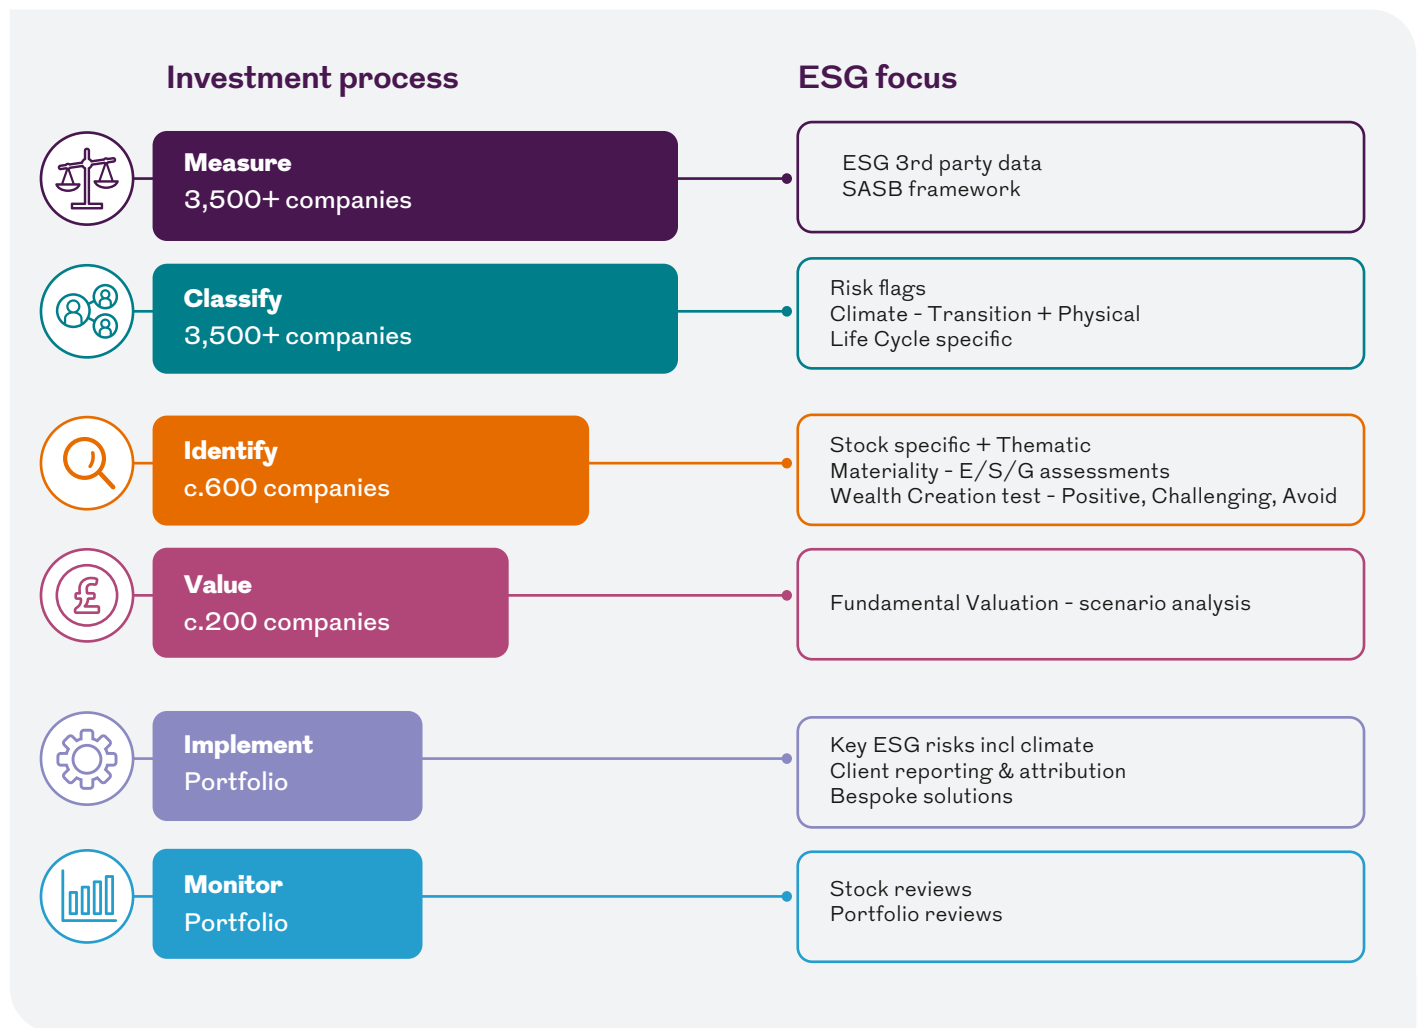 Investment process
ESG focus
Measure
3,500+ companies
ESG 3rd party data
SASB framework
Classify
3,500+ companies
Risk flags
Climate - Transition + Physical
Life Cycle specific
Identify
c.600 companies
Stock specific + Thematic
Materiality - E/S/G assessments
Wealth Creation test - Positive, Challenging, Avoid
£
Value
c.200 companies
Fundamental Valuation - scenario analysis
Implement
Portfolio
Key ESG risks incl climate
Client reporting & attribution
Bespoke solutions
Monitor
Portfolio
Stock reviews
Portfolio reviews